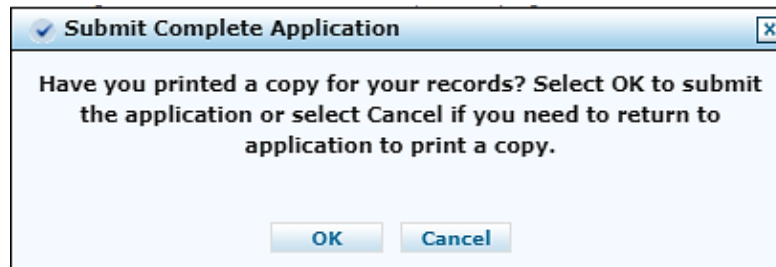 Submit Complete Application
Have you printed a copy for your records? Select OK to submit
the application or select Cancel if you need to return to
application to print a copy.
OK Cancel